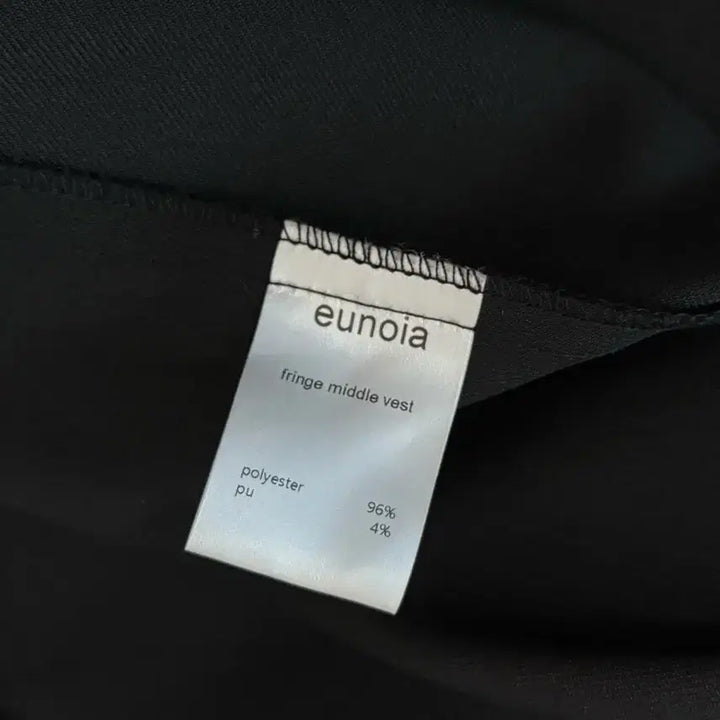 eunoia
fringe middle vest
polyester 96%
pu 4%